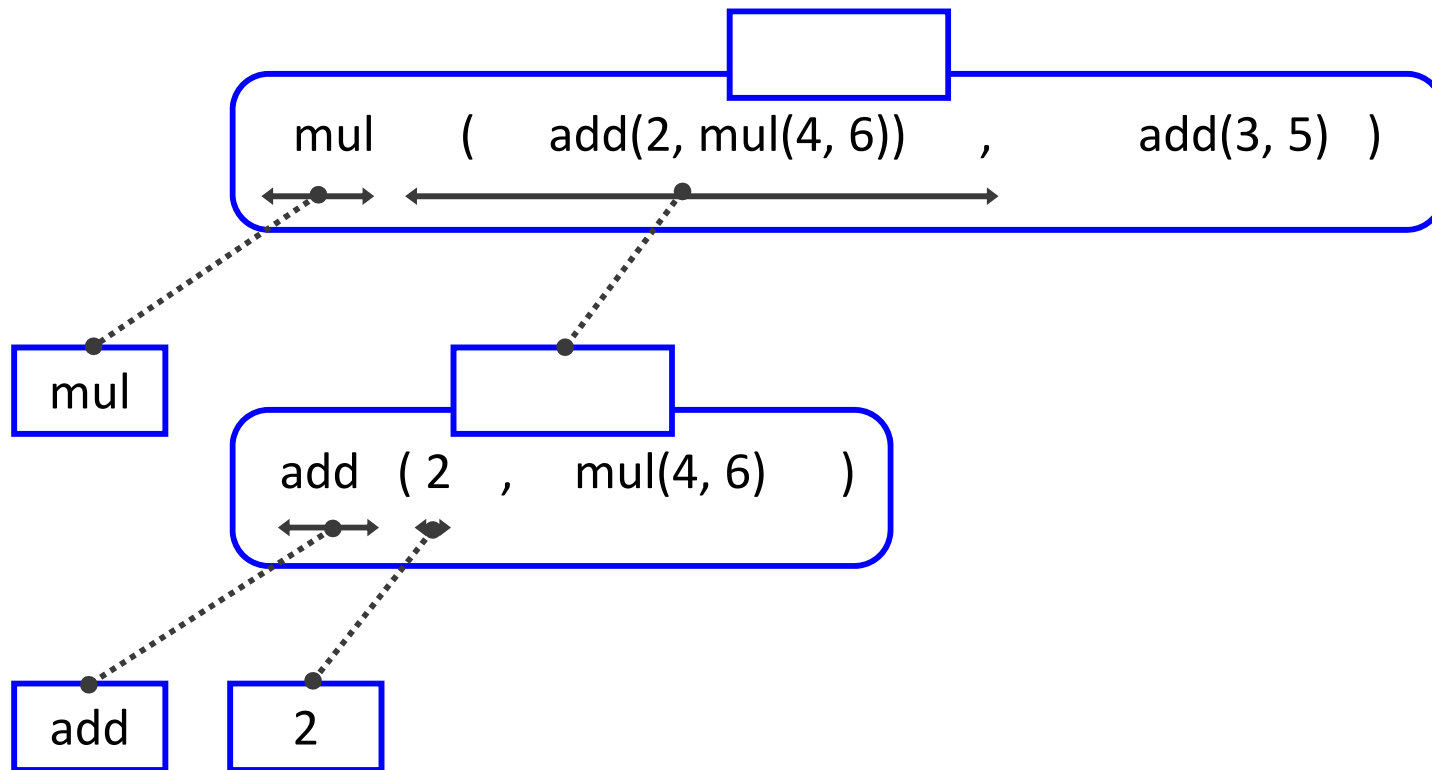 mul ( add(2, mul(4, 6)) , add(3, 5) )
mul
add ( 2 , mul(4, 6) )
add
2